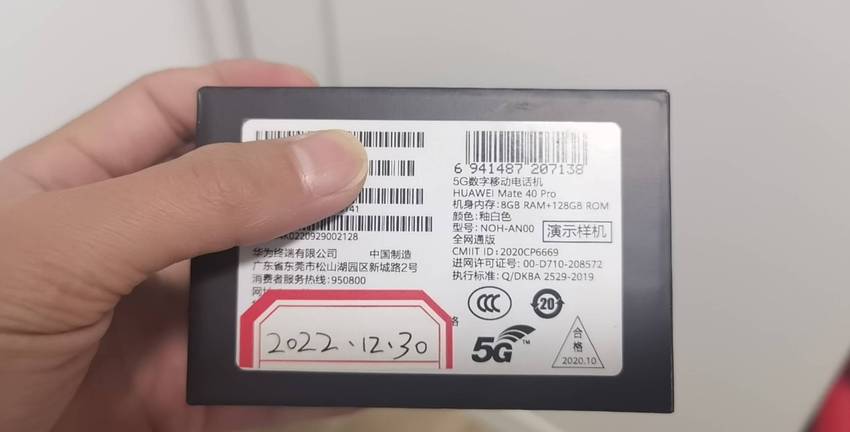 741
K0220929002128
华为终端有限公司 中国制造
广东省东莞市松山湖园区新城路2号
消费者服务热线:950800
2022.12.30
6 941487 207138
5G数字移动电话机
HUAWEI Mate 40 Pro
机身内存:8GB RAM+128GB ROM
颜色:釉白色
型号:NOH-AN00
演示样机
全网通版
CMIIT ID:2020CP6669
进网许可证号:00-D710-208572
执行标准:Q/DKBA 2529-2019
CCC
20
格
5G™
合
格
2020.10